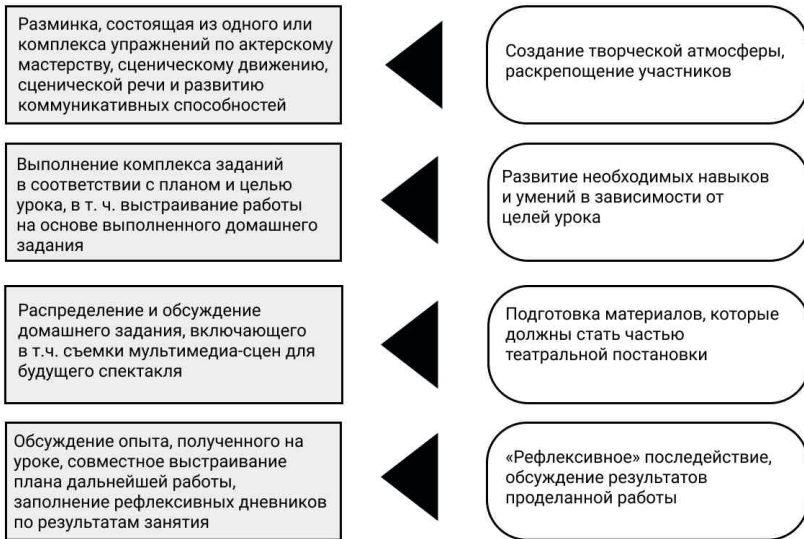 Разминка, состоящая из одного или
комплекса упражнений по актерскому
мастерству, сценическому движению,
сценической речи и развитию
коммуникативных способностей
Создание творческой атмосферы,
раскрепощение участников
Выполнение комплекса заданий
в соответствии с планом и целью
урока, в т. ч. выстраивание работы
на основе выполненного домашнего
задания
Развитие необходимых навыков
и умений в зависимости от
целей урока
Распределение и обсуждение
домашнего задания, включающего
в т.ч. съемки мультимедиа-сцен для
будущего спектакля
Подготовка материалов, которые
должны стать частью
театральной постановки
Обсуждение опыта, полученного на
уроке, совместное выстраивание
плана дальнейшей работы,
заполнение рефлексивных дневников
по результатам занятия
«Рефлексивное» последействие,
обсуждение результатов
проделанной работы